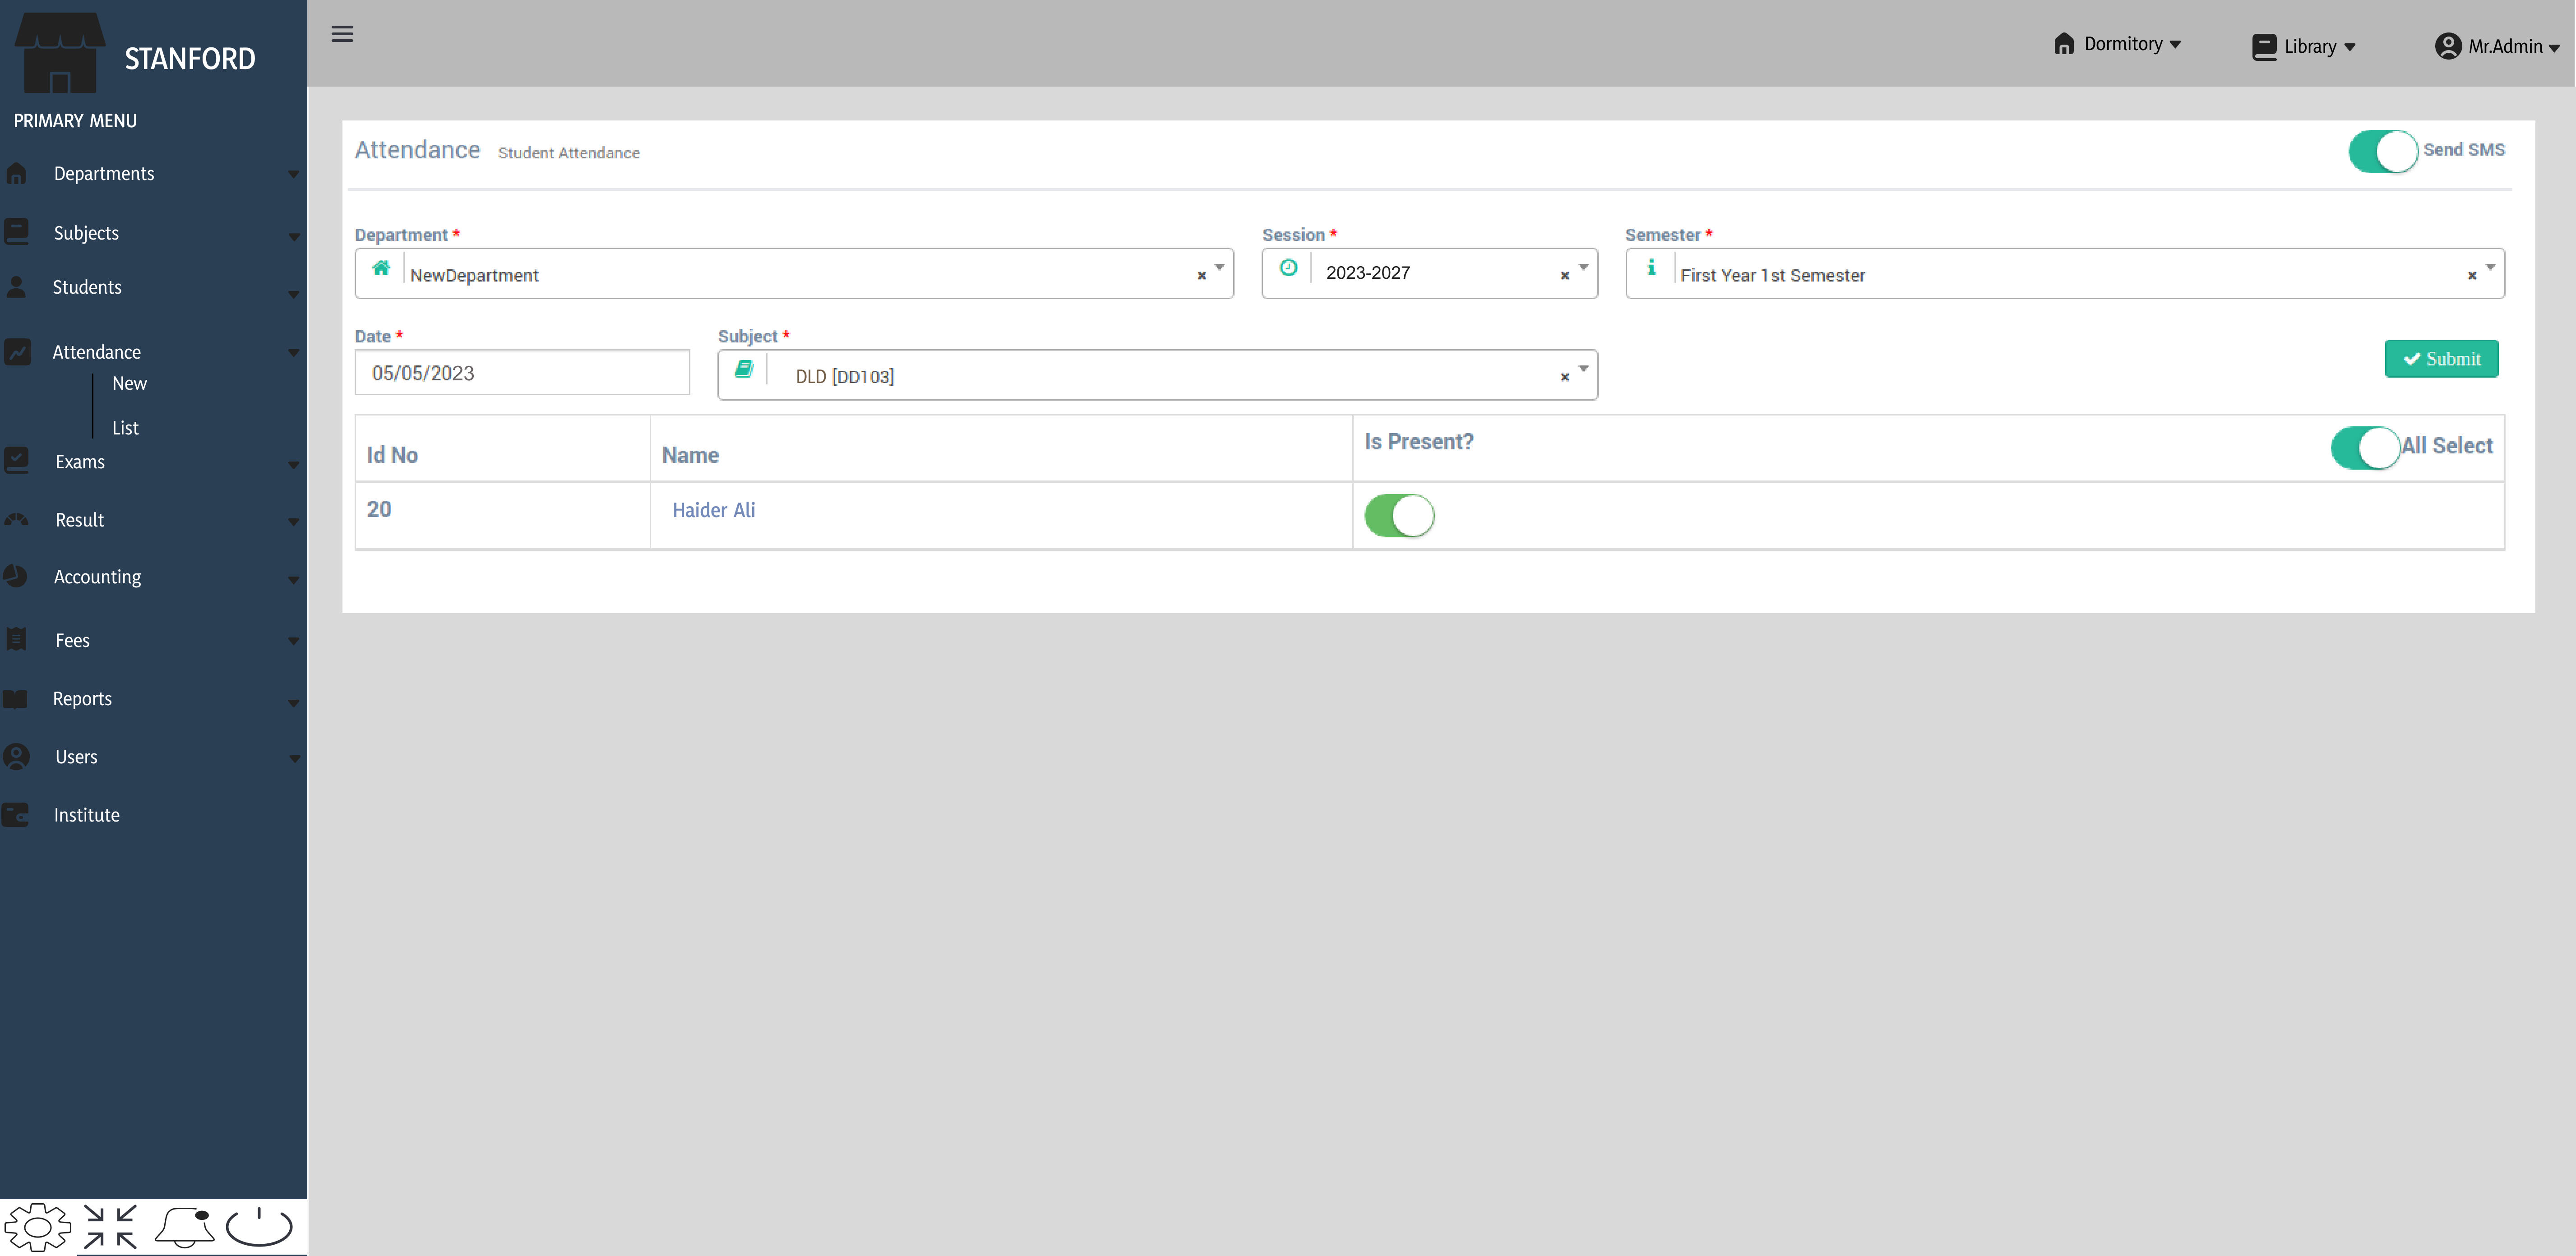 STANFORD
PRIMARY MENU
Departments
Subjects
Students
Attendance
New
List
Exams
Result
Accounting
Fees
Reports
Users
Institute
Dormitory
Library
Mr.Admin
Attendance Student Attendance
Send SMS
Department * Session * Semester *
NewDepartment × 2023-2027 × First Year 1st Semester ×
Date * Subject *
05/05/2023 DLD [DD103] × Submit
Id No Name Is Present? All Select
20 Haider Ali